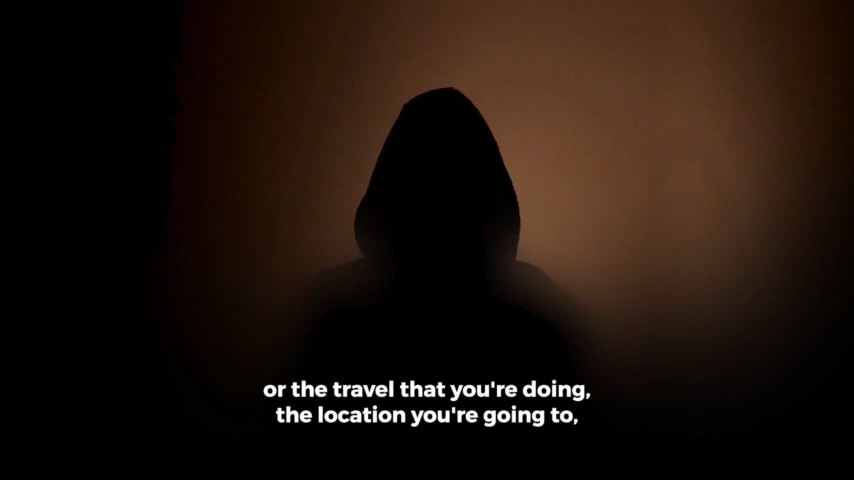 or the travel that you're doing,
the location you're going to,